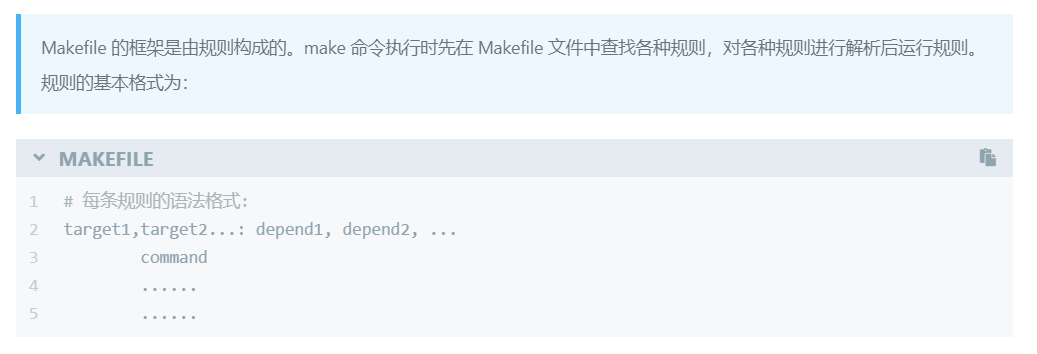 Makefile 的框架是由规则构成的。make 命令执行时先在 Makefile 文件中查找各种规则，对各种规则进行解析后运行规则。
规则的基本格式为：
MAKEFILE
1 # 每条规则的语法格式:
2 target1,target2...: depend1, depend2, ...
3         command
4         ......
5         ......